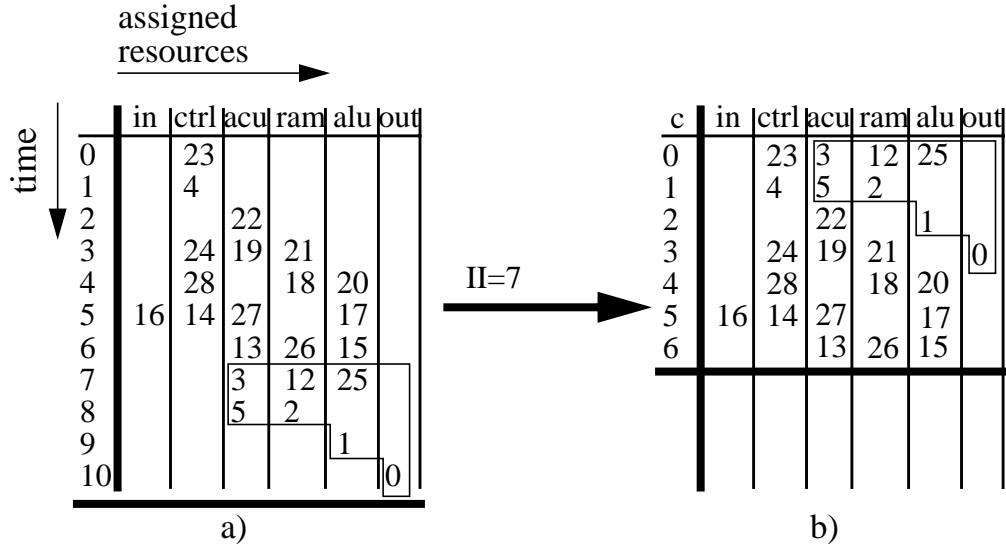 assigned
resources
time
in ctrl acu ram alu out
0 23
1 4
2 22
3 24 19 21
4 28 18 20
5 16 14 27 17
6 13 26 15
7 3 12 25
8 5 2
9 1
10 0
a)
II=7
c in ctrl acu ram alu out
0 23 3 12 25
1 4 5 2
2 22 1
3 24 19 21 0
4 28 18 20
5 16 14 27 17
6 13 26 15
b)